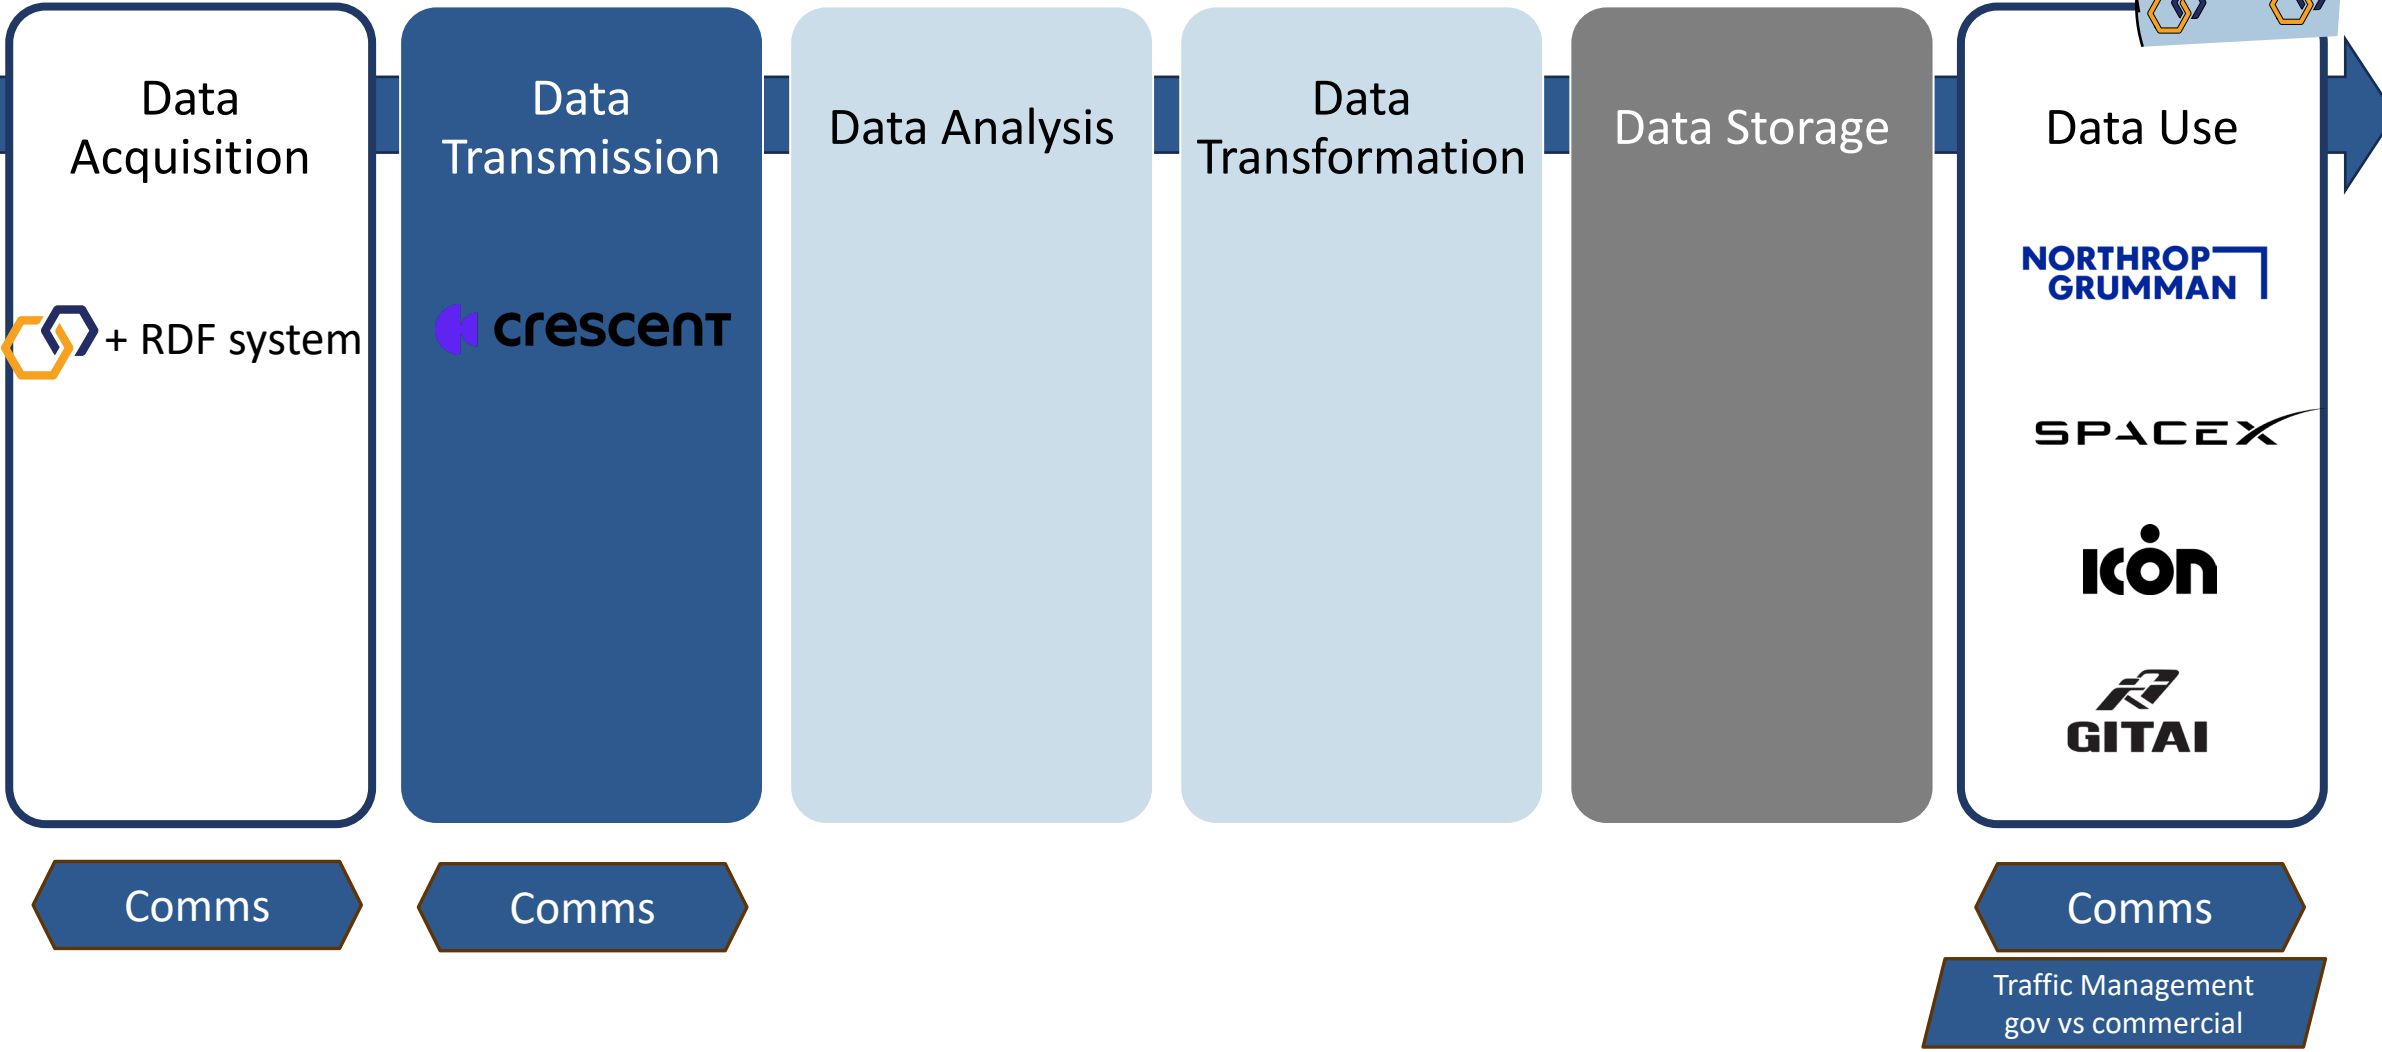 Data
Acquisition
Data
Transmission
Data Analysis
Data
Transformation
Data Storage
Data Use
+ RDF system
crescent
NORTHROP
GRUMMAN
SPACEX
ICON
GITAI
Comms
Comms
Comms
Traffic Management
gov vs commercial